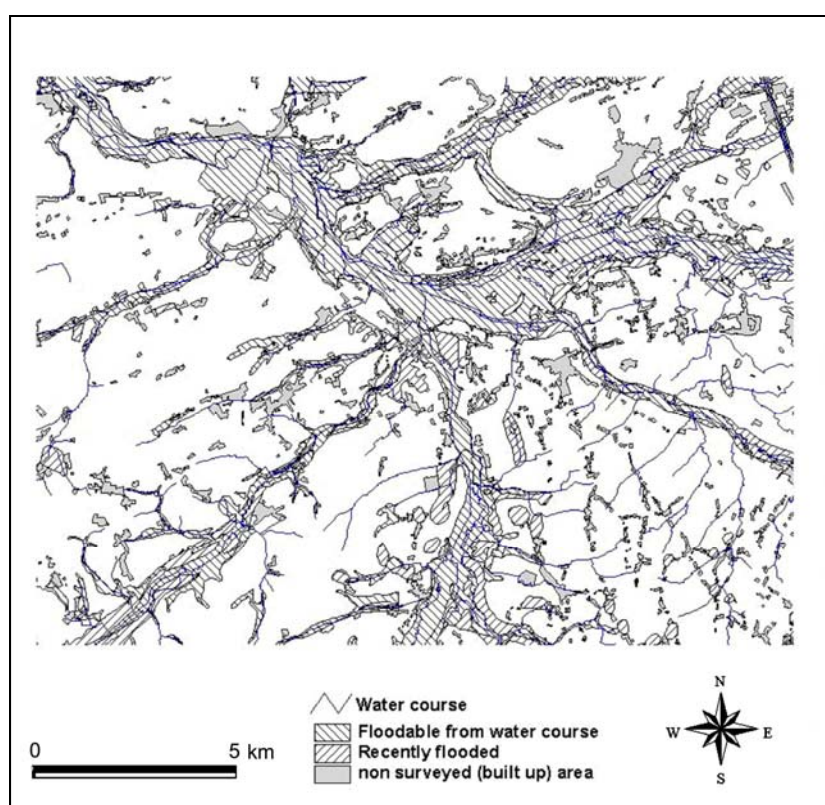 Water course
Floodable from water course
Recently flooded
non surveyed (built up) area
0 5 km
N
W E
S